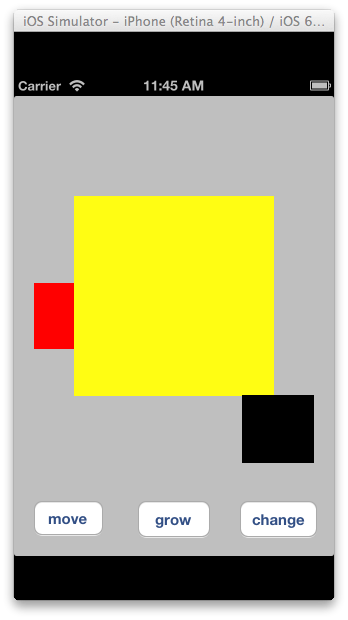 iOS Simulator – iPhone (Retina 4-inch) / iOS 6...
Carrier 11:45 AM
move grow change